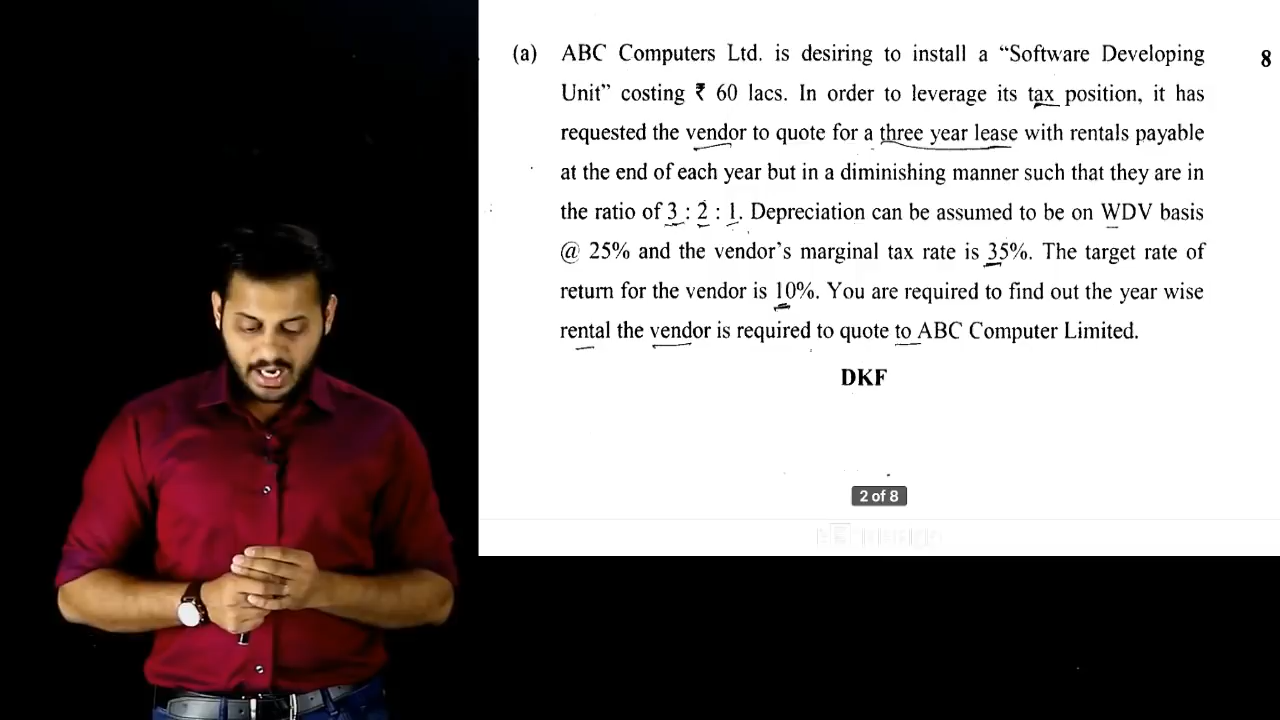 (a) ABC Computers Ltd. is desiring to install a “Software Developing 8
Unit” costing ₹ 60 lacs. In order to leverage its tax position, it has
requested the vendor to quote for a three year lease with rentals payable
at the end of each year but in a diminishing manner such that they are in
the ratio of 3 : 2 : 1. Depreciation can be assumed to be on WDV basis
@ 25% and the vendor’s marginal tax rate is 35%. The target rate of
return for the vendor is 10%. You are required to find out the year wise
rental the vendor is required to quote to ABC Computer Limited.
DKF
2 of 8